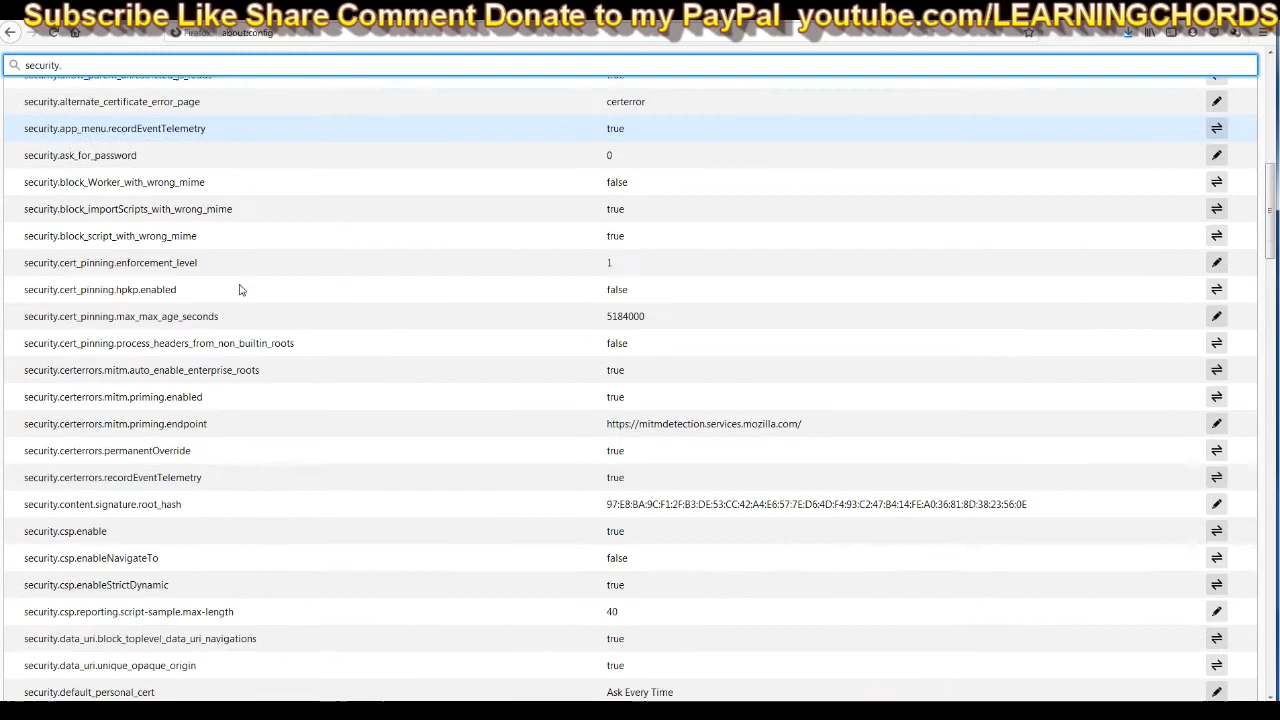 Subscribe Like Share Comment Donate to my PayPal youtube.com/LEARNINGCHORDS
Firefox about:config
security.
security.allow_parent_unrestricted_js_loads true
security.alternate_certificate_error_page certerror
security.app_menu.recordEventTelemetry true
security.ask_for_password 0
security.block_Worker_with_wrong_mime false
security.block_importScripts_with_wrong_mime true
security.block_script_with_wrong_mime true
security.cert_pinning.enforcement_level 1
security.cert_pinning.hpkp.enabled false
security.cert_pinning.max_max_age_seconds 5184000
security.cert_pinning.process_headers_from_non_builtin_roots false
security.certerrors.mitm.auto_enable_enterprise_roots true
security.certerrors.mitm.priming.enabled true
security.certerrors.mitm.priming.endpoint https://mitmdetection.services.mozilla.com/
security.certerrors.permanentOverride true
security.certerrors.recordEventTelemetry true
security.content.signature.root_hash 97:E8:BA:9C:F1:2F:B3:DE:53:CC:42:A4:E6:57:7E:D6:4D:F4:93:C2:47:B4:14:FE:A0:36:81:8D:38:23:56:0E
security.csp.enable true
security.csp.enableNavigateTo false
security.csp.enableStrictDynamic true
security.csp.reporting.script-sample.max-length 40
security.data_uri.block_toplevel_data_uri_navigations true
security.data_uri.unique_opaque_origin true
security.default_personal_cert Ask Every Time